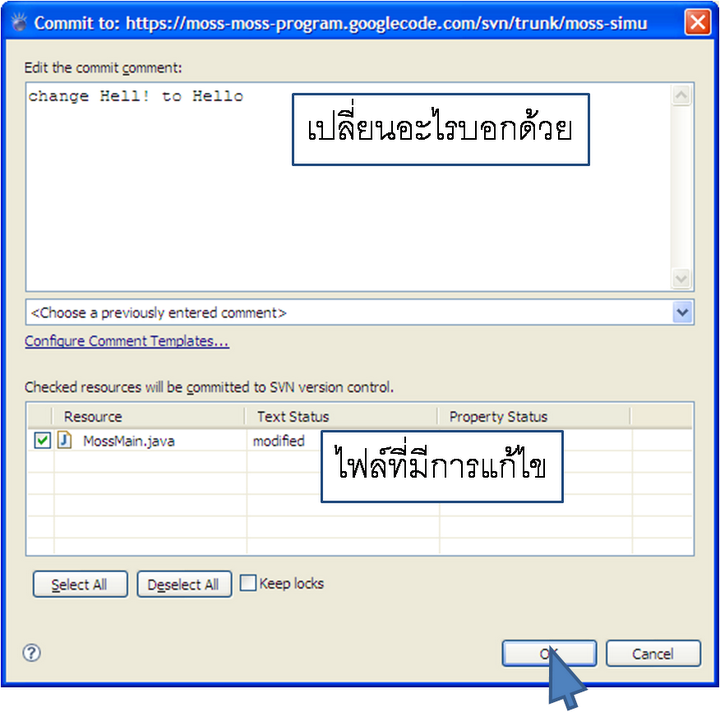 Commit to: https://moss-moss-program.googlecode.com/svn/trunk/moss-simu
Edit the commit comment:
change Hell! to Hello
เปลี่ยนอะไรบอกด้วย
<Choose a previously entered comment>
Configure Comment Templates...
Checked resources will be committed to SVN version control.
Resource Text Status Property Status
MossMain.java modified
ไฟล์ที่มีการแก้ไข
Select All Deselect All Keep locks
Cancel